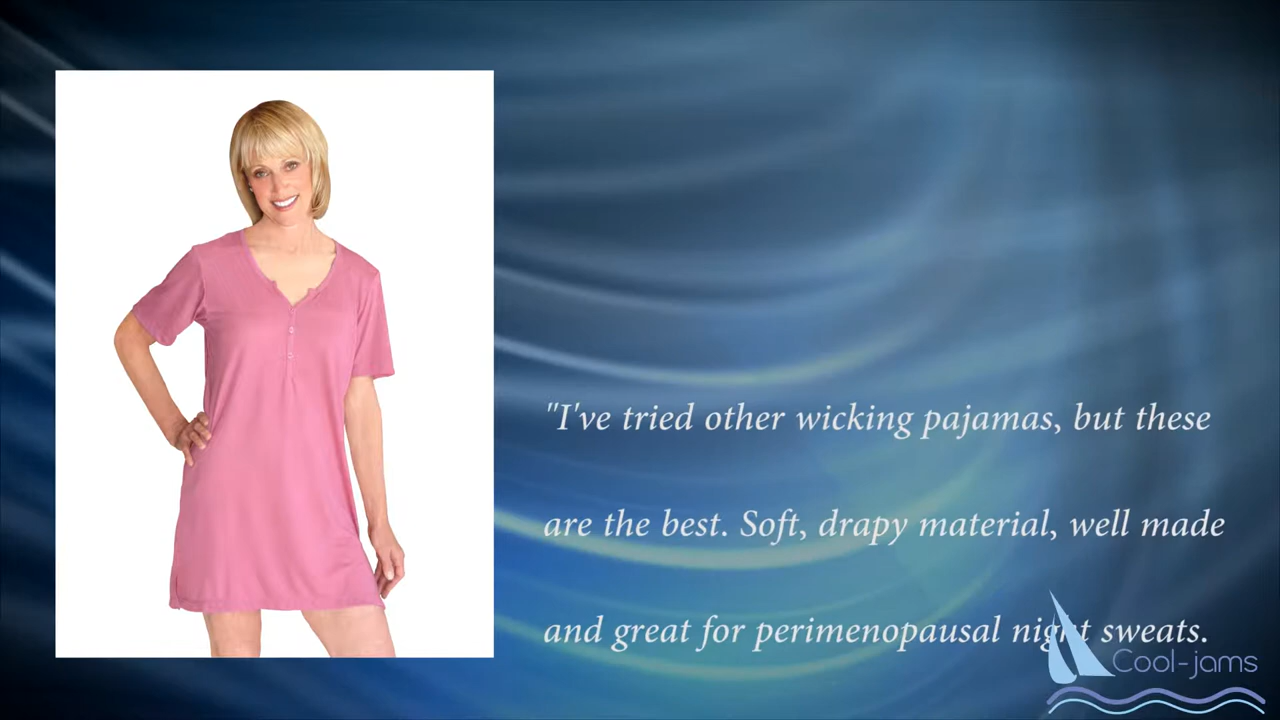 "I've tried other wicking pajamas, but these
are the best. Soft, drapy material, well made
and great for perimenopausal night sweats.
Cool-jams